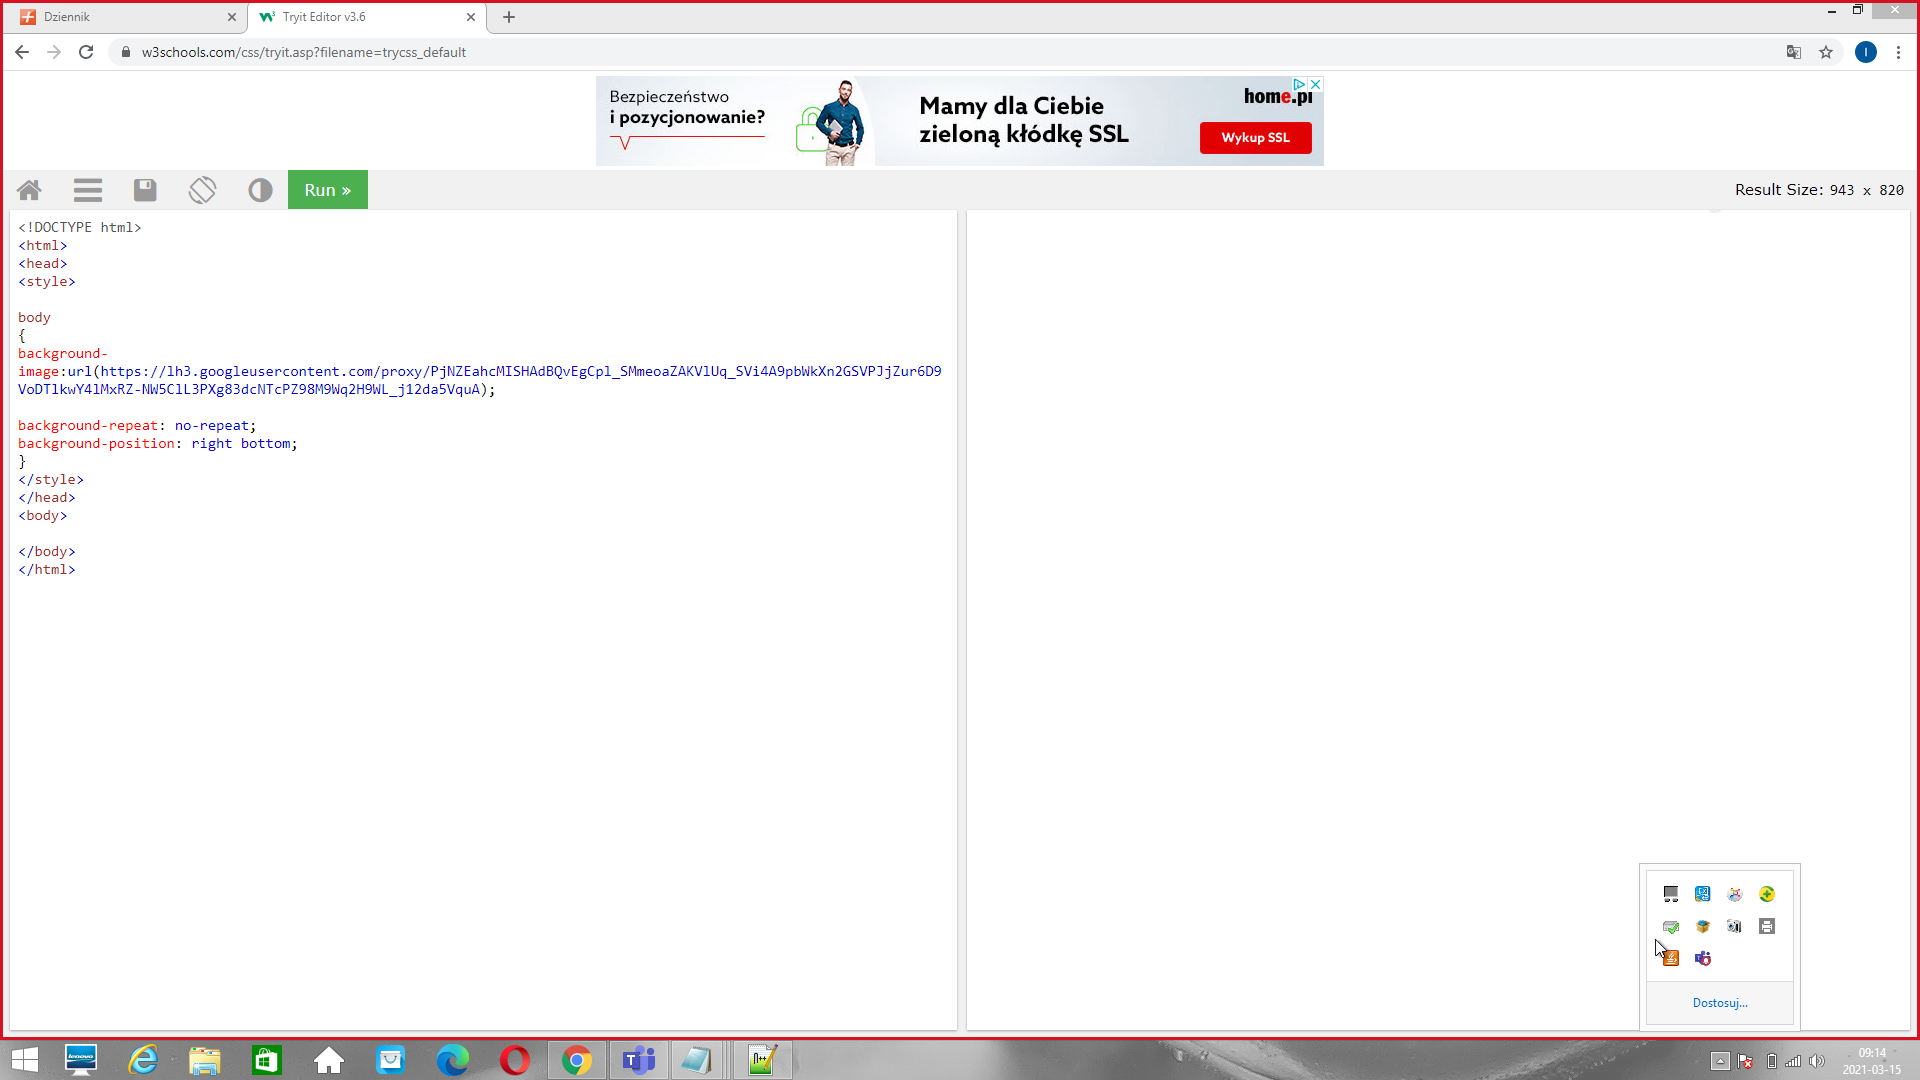 Dziennik
Tryit Editor v3.6
w3schools.com/css/tryit.asp?filename=trycss_default
I
Bezpieczeństwo
i pozycjonowanie?
Mamy dla Ciebie
zieloną kłódkę SSL
home.pl
Wykup SSL
Run »
Result Size: 943 x 820
<!DOCTYPE html>
<html>
<head>
<style>
body
{
background-
image:url(https://lh3.googleusercontent.com/proxy/PjNZEahcMISHAdBQvEgCpl_SMmeoaZAKVlUq_SVi4A9pbWkXn2GSVPJjZur6D9
VoDTlkwY4lMxRZ-NW5ClL3PXg83dcNTcPZ98M9Wq2H9WL_j12da5VquA);
background-repeat: no-repeat;
background-position: right bottom;
}
</style>
</head>
<body>
</body>
</html>
Dostosuj...
lenovo
09:14
2021-03-15